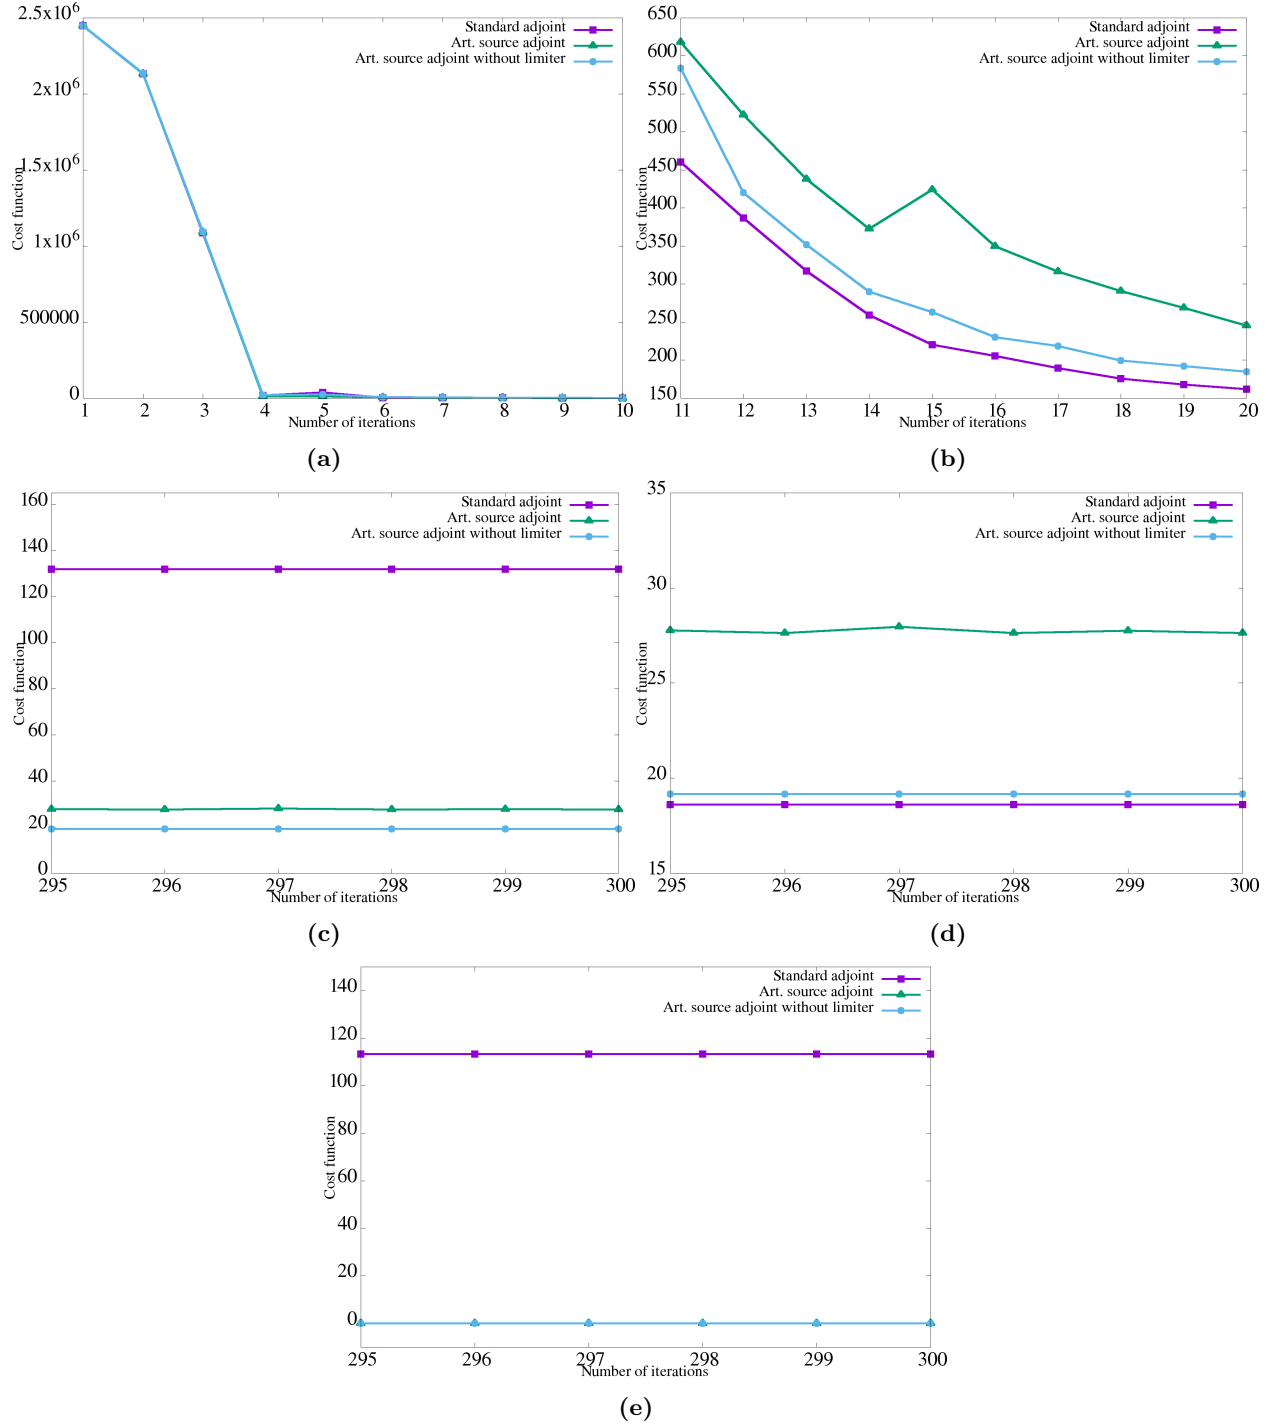 2.5x10^6
2x10^6
1.5x10^6
1x10^6
500000
0
Cost function
Standard adjoint
Art. source adjoint
Art. source adjoint without limiter
1 2 3 4 5 6 7 8 9 10
Number of iterations
(a)
650
600
550
500
450
400
350
300
250
200
150
Cost function
Standard adjoint
Art. source adjoint
Art. source adjoint without limiter
11 12 13 14 15 16 17 18 19 20
Number of iterations
(b)
160
140
120
100
80
60
40
20
0
Cost function
Standard adjoint
Art. source adjoint
Art. source adjoint without limiter
295 296 297 298 299 300
Number of iterations
(c)
35
30
25
20
15
Cost function
Standard adjoint
Art. source adjoint
Art. source adjoint without limiter
295 296 297 298 299 300
Number of iterations
(d)
140
120
100
80
60
40
20
0
Cost function
Standard adjoint
Art. source adjoint
Art. source adjoint without limiter
295 296 297 298 299 300
Number of iterations
(e)